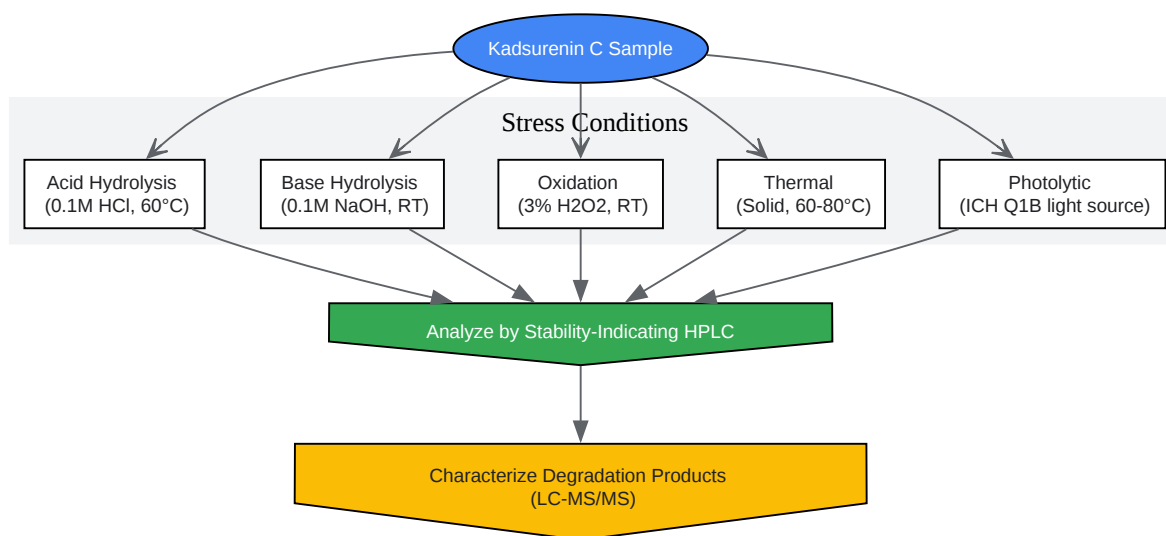 Kadsurenin C Sample
Stress Conditions
Acid Hydrolysis
(0.1M HCl, 60°C)
Base Hydrolysis
(0.1M NaOH, RT)
Oxidation
(3% H2O2, RT)
Thermal
(Solid, 60-80°C)
Photolytic
(ICH Q1B light source)
Analyze by Stability-Indicating HPLC
Characterize Degradation Products
(LC-MS/MS)